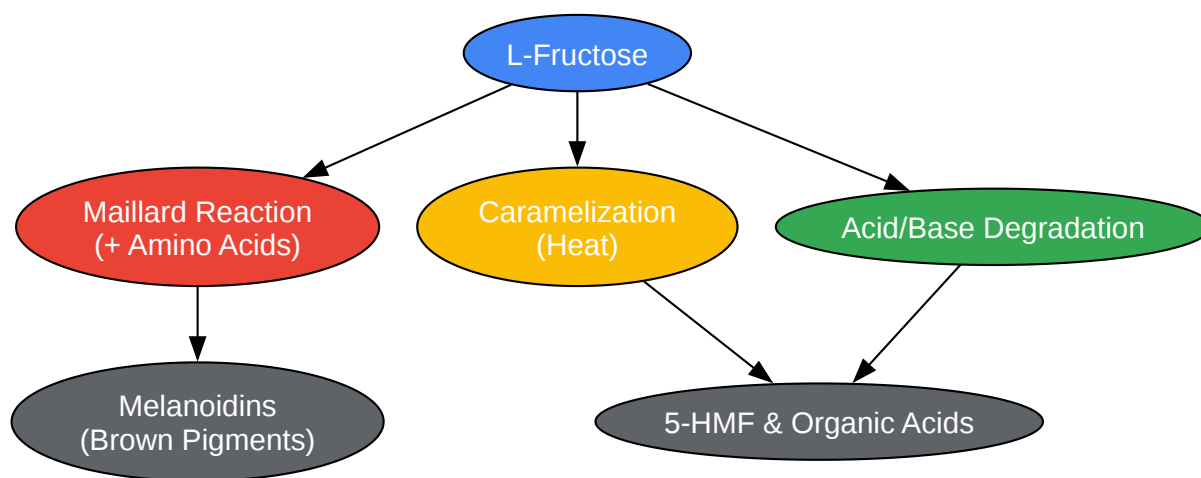 L-Fructose
Maillard Reaction
(+ Amino Acids)
Caramelization
(Heat)
Acid/Base Degradation
Melanoidins
(Brown Pigments)
5-HMF & Organic Acids